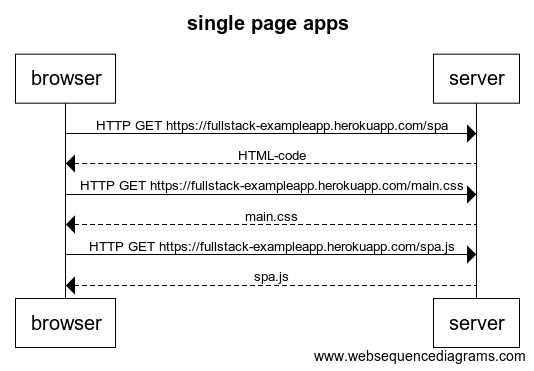 single page apps
browser server
HTTP GET https://fullstack-exampleapp.herokuapp.com/spa
HTML-code
HTTP GET https://fullstack-exampleapp.herokuapp.com/main.css
main.css
HTTP GET https://fullstack-exampleapp.herokuapp.com/spa.js
spa.js
browser server
www.websequencediagrams.com